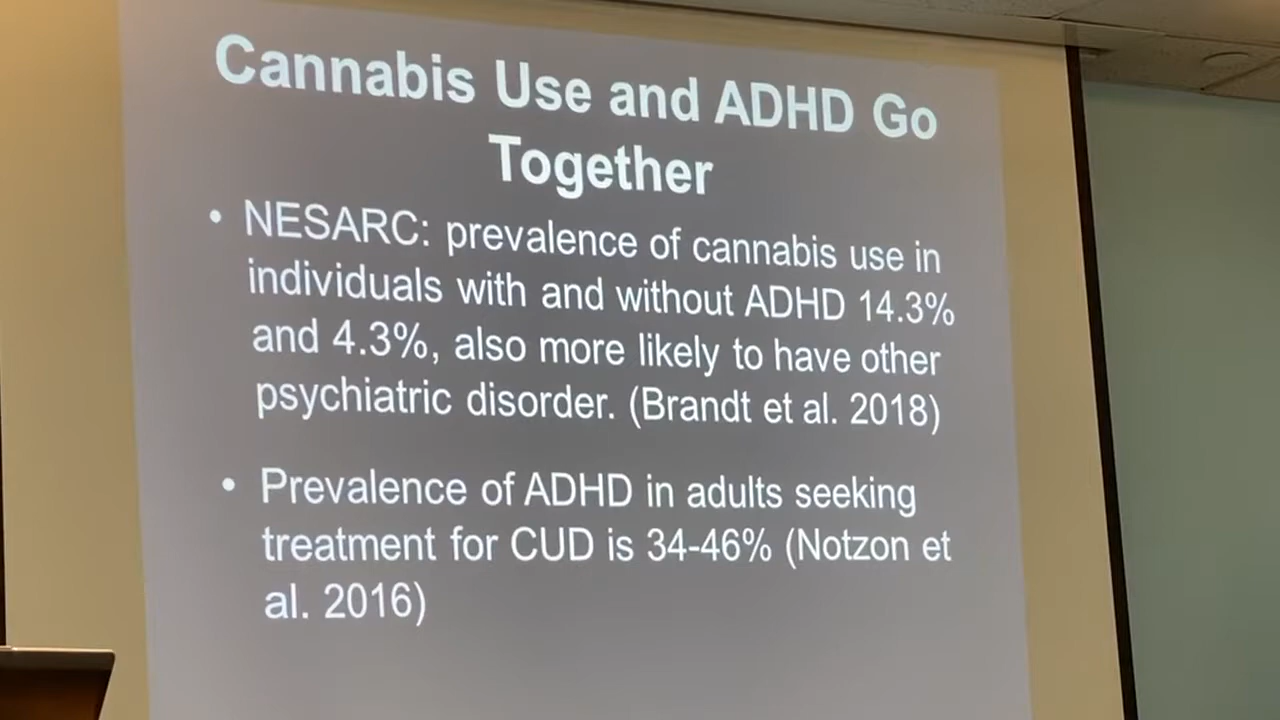 Cannabis Use and ADHD Go
Together
• NESARC: prevalence of cannabis use in
individuals with and without ADHD 14.3%
and 4.3%, also more likely to have other
psychiatric disorder. (Brandt et al. 2018)
• Prevalence of ADHD in adults seeking
treatment for CUD is 34-46% (Notzon et
al. 2016)